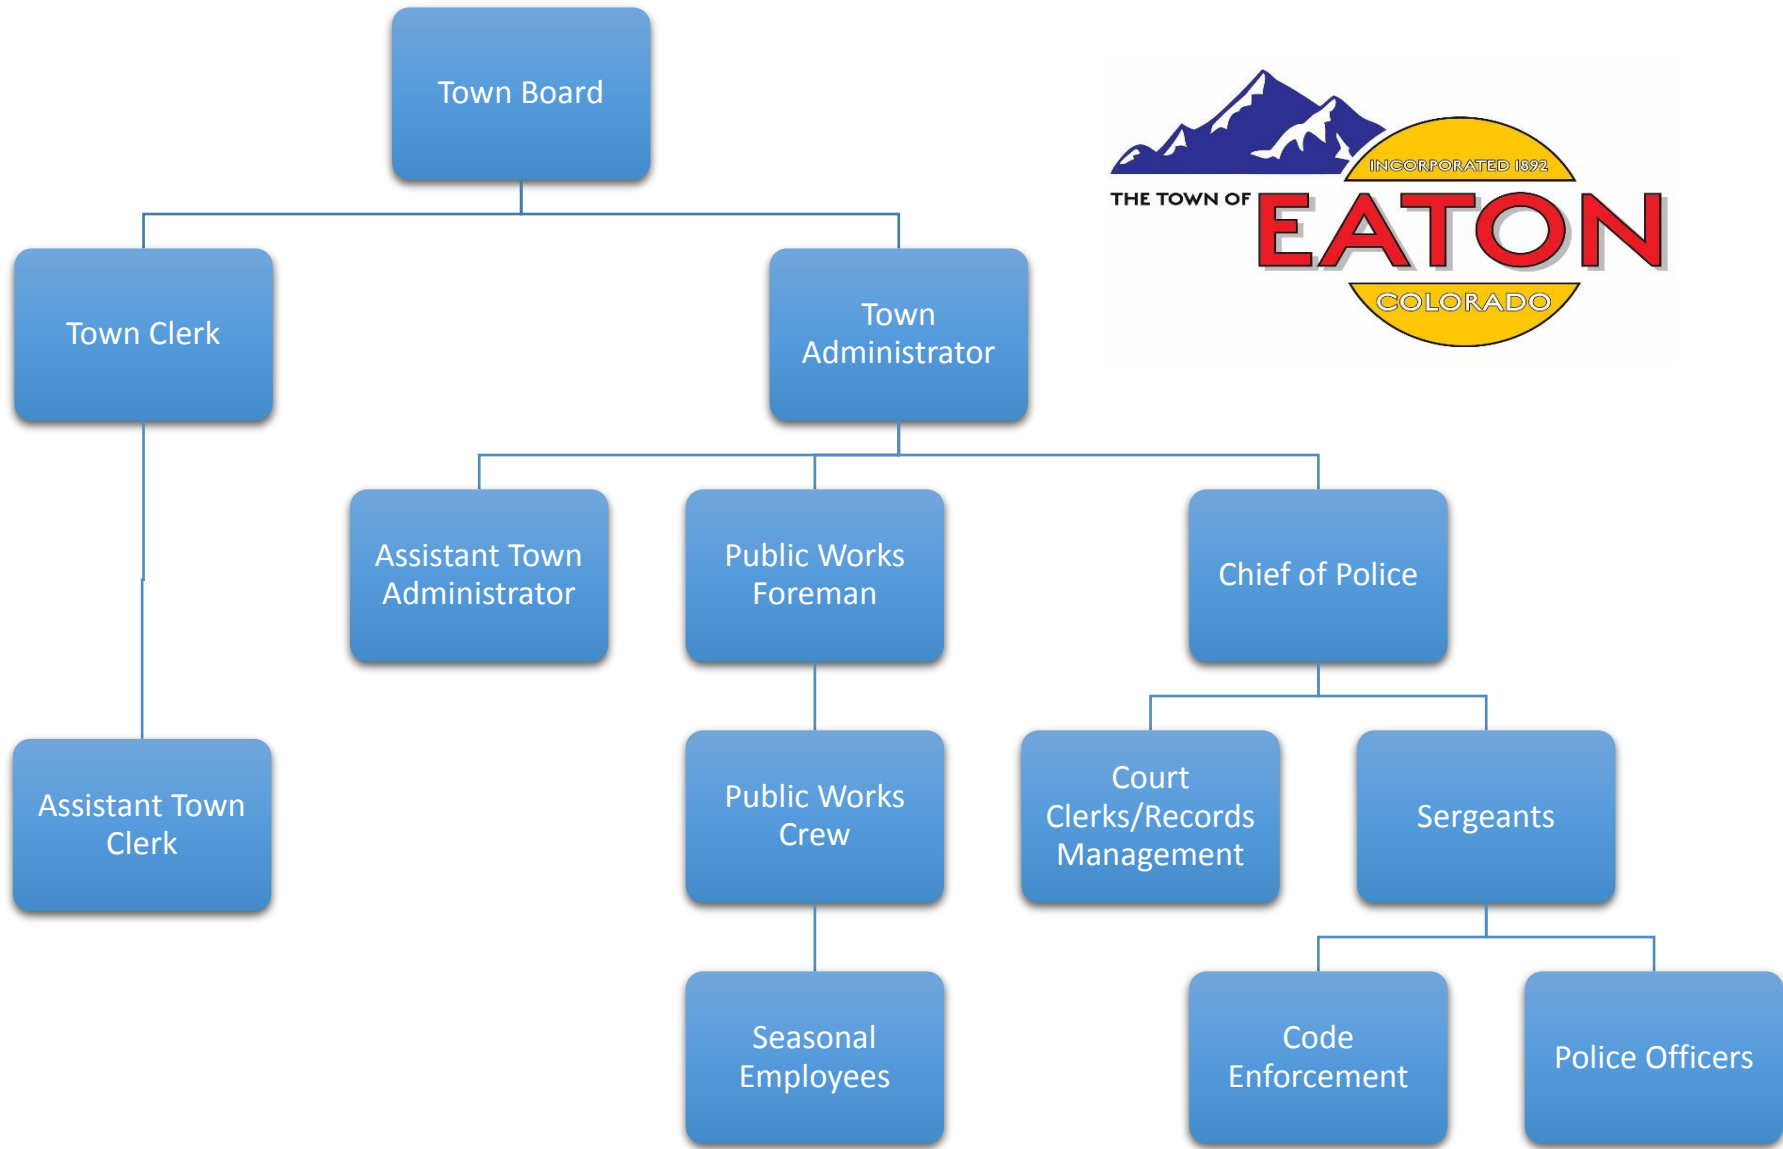 Town Board
INCORPORATED 1892
THE TOWN OF
EATON
COLORADO
Town Clerk
Town
Administrator
Assistant Town
Administrator
Public Works
Foreman
Chief of Police
Assistant Town
Clerk
Public Works
Crew
Court
Clerks/Records
Management
Sergeants
Seasonal
Employees
Code
Enforcement
Police Officers